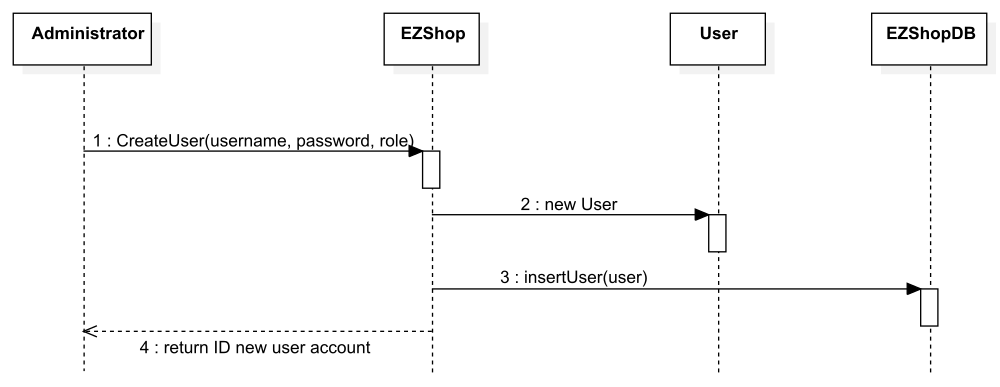 Administrator
EZShop
User
EZShopDB
1 : CreateUser(username, password, role)
2 : new User
3 : insertUser(user)
4 : return ID new user account